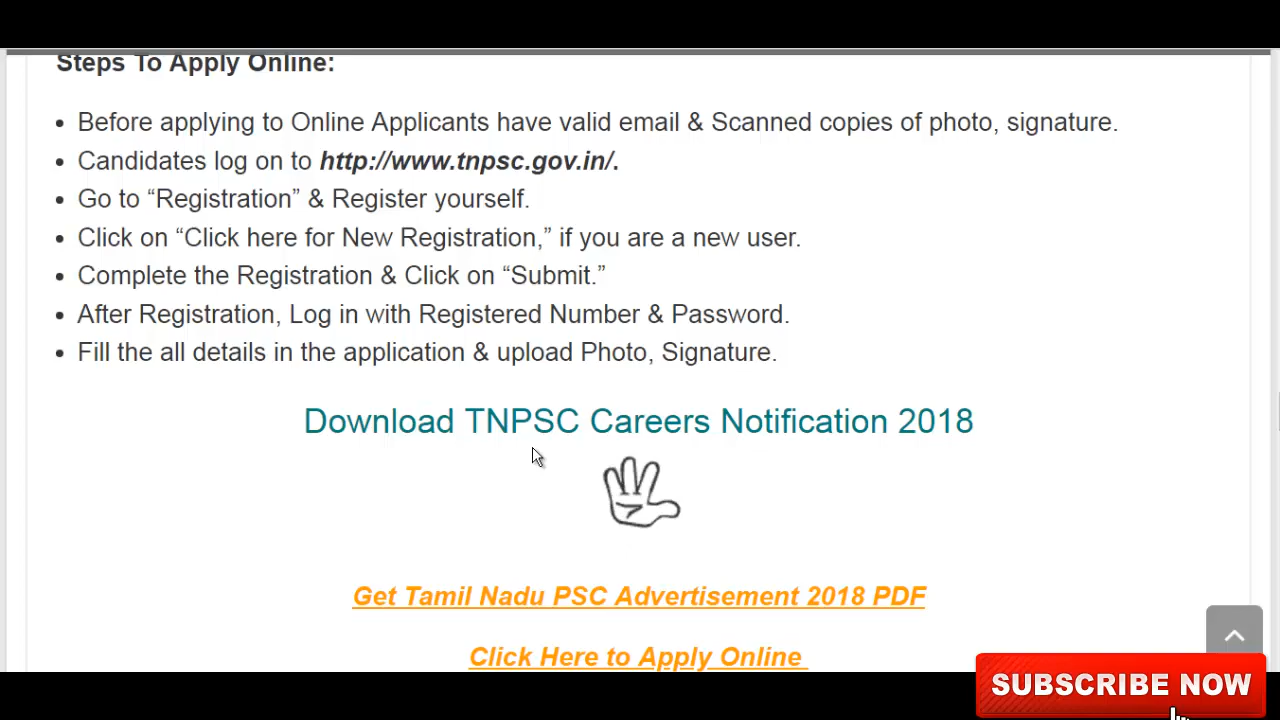 Steps To Apply Online:
Before applying to Online Applicants have valid email & Scanned copies of photo, signature.
Candidates log on to http://www.tnpsc.gov.in/.
Go to “Registration” & Register yourself.
Click on “Click here for New Registration,” if you are a new user.
Complete the Registration & Click on “Submit.”
After Registration, Log in with Registered Number & Password.
Fill the all details in the application & upload Photo, Signature.
Download TNPSC Careers Notification 2018
Get Tamil Nadu PSC Advertisement 2018 PDF
Click Here to Apply Online
SUBSCRIBE NOW